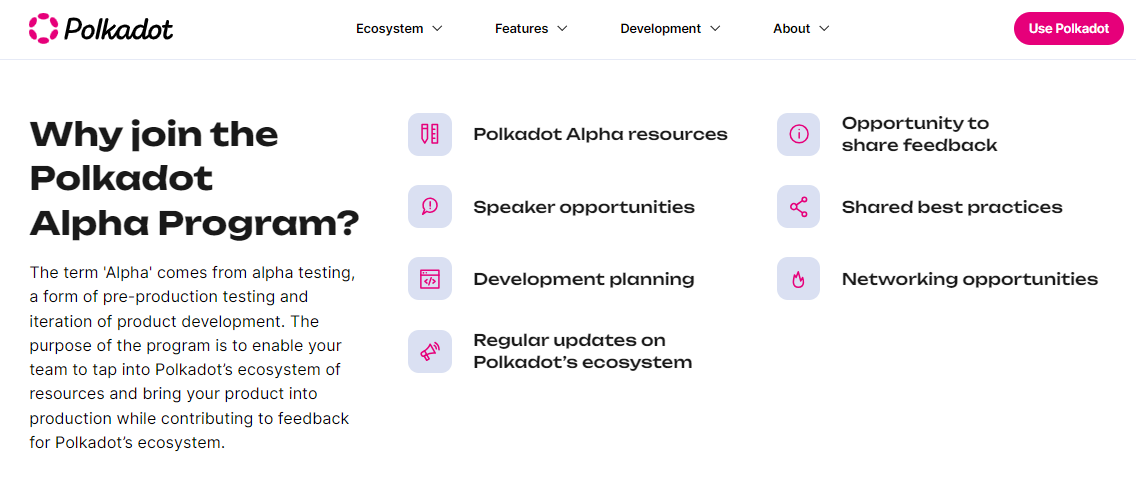 Polkadot
Ecosystem
Features
Development
About
Use Polkadot
Why join the
Polkadot
Alpha Program?
The term 'Alpha' comes from alpha testing,
a form of pre-production testing and
iteration of product development. The
purpose of the program is to enable your
team to tap into Polkadot’s ecosystem of
resources and bring your product into
production while contributing to feedback
for Polkadot’s ecosystem.
Polkadot Alpha resources
Opportunity to
share feedback
Speaker opportunities
Shared best practices
Development planning
Networking opportunities
Regular updates on
Polkadot’s ecosystem